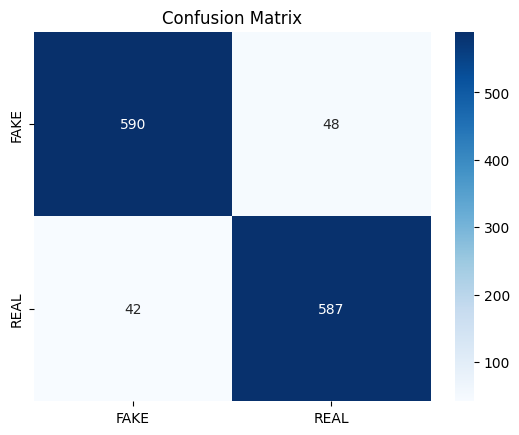 Confusion Matrix
FAKE
590
48
REAL
42
587
FAKE
REAL
500
400
300
200
100